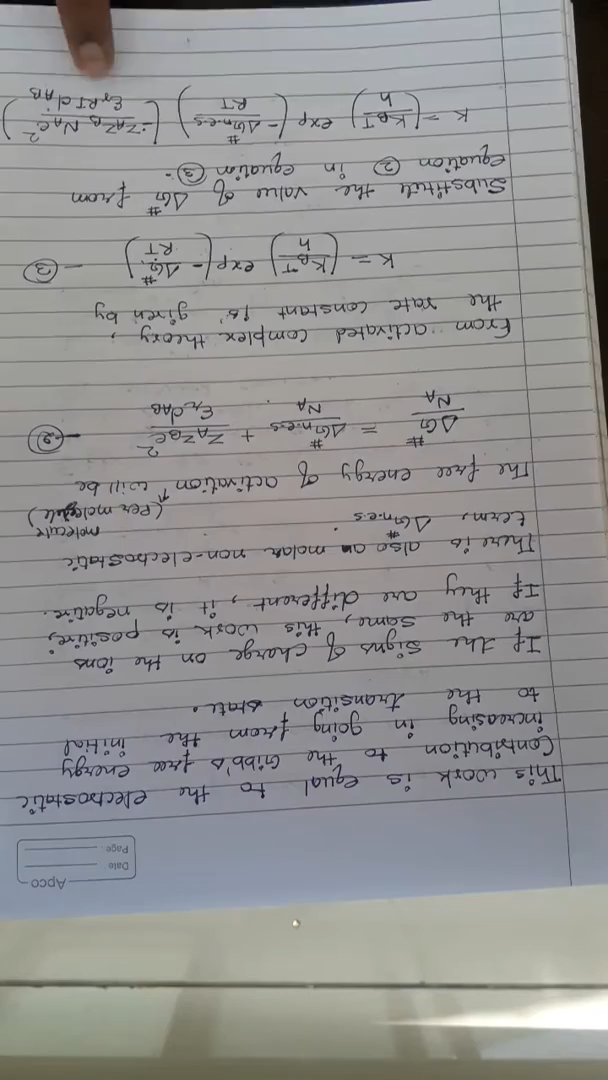 Apco
Date
Page
This work is equal to the electrostatic
Contribution to the Gibb's free energy
increasing in going from the initial
to the transition state.
If the signs of charge on the ions
are the same, this work is positive;
If they are different, it is negative.
There is also a molar non-electrostatic
term, ΔG#n-es. molecule
(per molecule)
The free energy of activation ↑ will be
ΔG#/NA = ΔG#n-es/NA + ZAZBe²/ErdAB — ②
From activated complex theory,
the rate constant is given by
K = (KBT/h) exp (-ΔG#/RT) — ③
Substitute the value of ΔG# from
equation ② in equation ③.
K = (KBT/h) exp (-ΔG#n-es/RT) (-ZAZBNAe²/ErRTdAB)